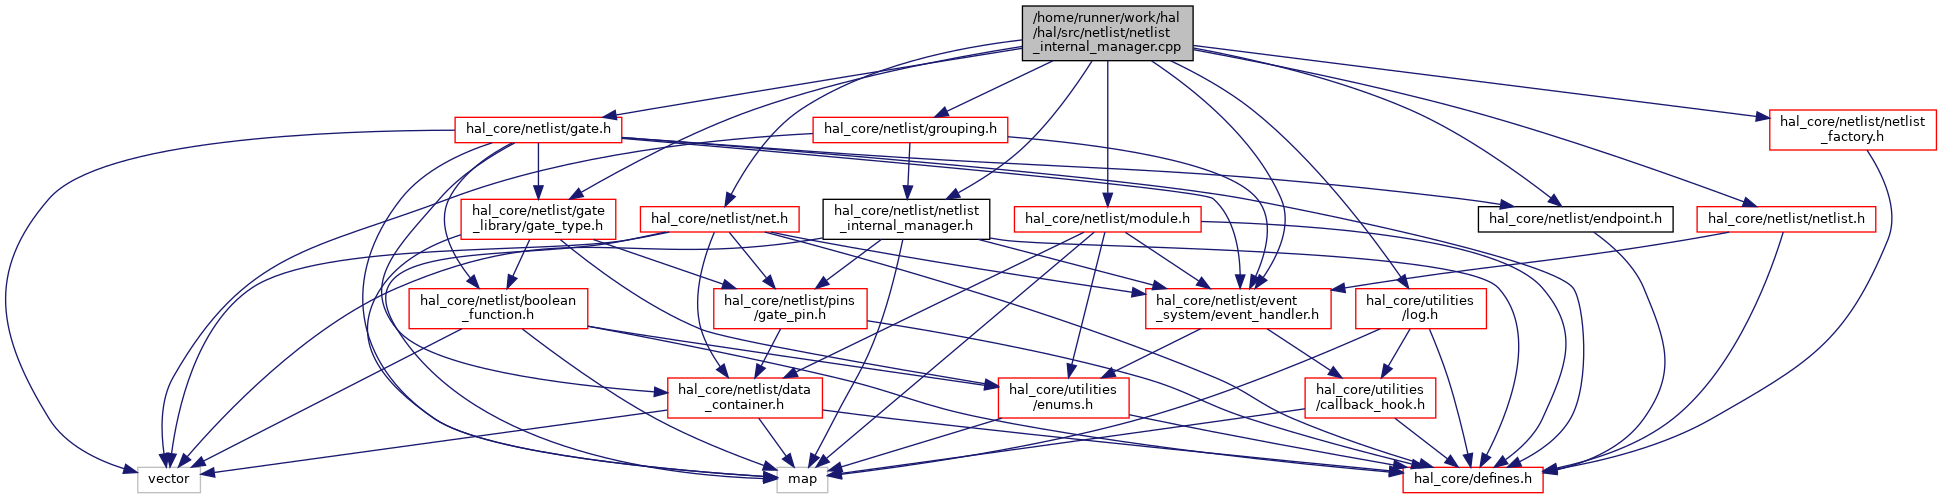 /home/runner/work/hal
/hal/src/netlist/netlist
_internal_manager.cpp
hal_core/netlist/gate.h
hal_core/netlist/grouping.h
hal_core/netlist/netlist
_factory.h
hal_core/netlist/gate
_library/gate_type.h
hal_core/netlist/net.h
hal_core/netlist/netlist
_internal_manager.h
hal_core/netlist/module.h
hal_core/netlist/endpoint.h
hal_core/netlist/netlist.h
hal_core/netlist/boolean
_function.h
hal_core/netlist/pins
/gate_pin.h
hal_core/netlist/event
_system/event_handler.h
hal_core/utilities
/log.h
hal_core/netlist/data
_container.h
hal_core/utilities
/enums.h
hal_core/utilities
/callback_hook.h
vector
map
hal_core/defines.h